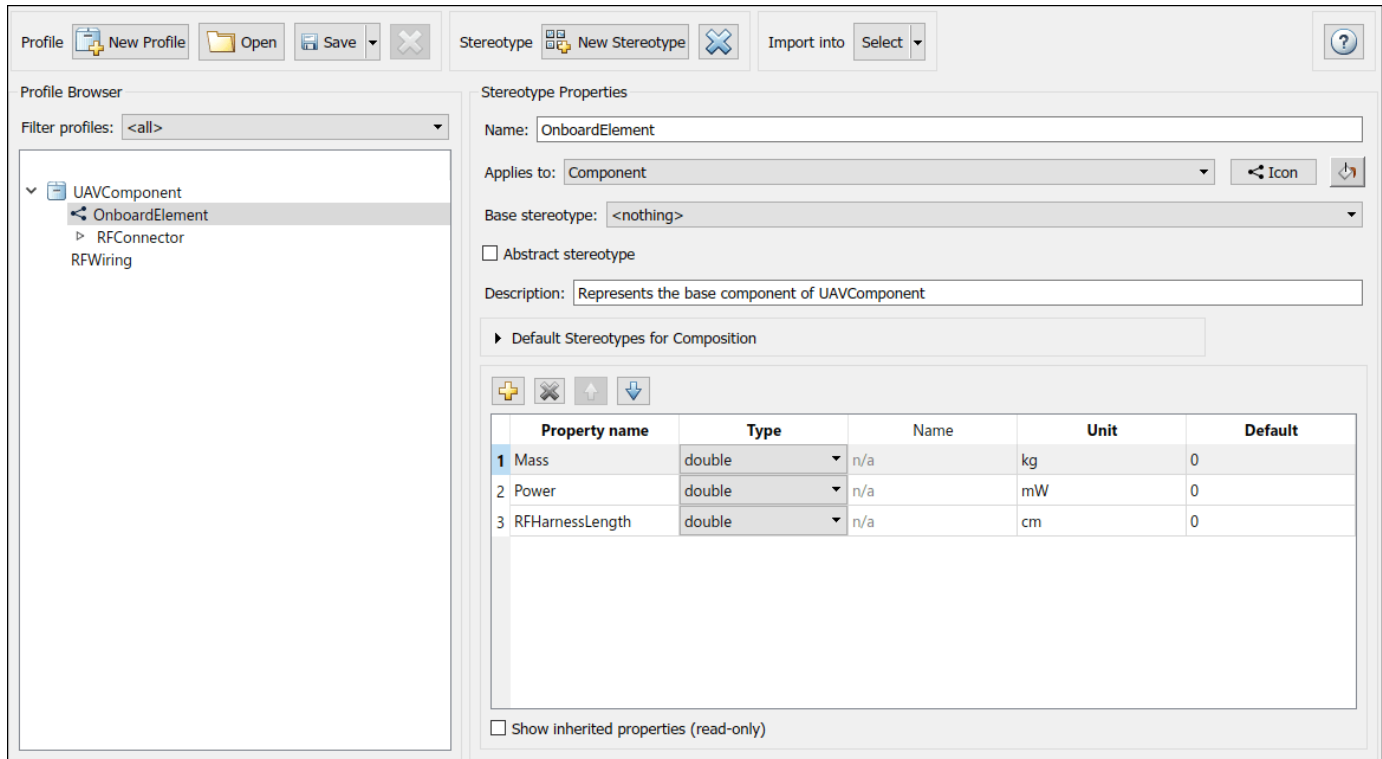 Profile New Profile Open Save Stereotype New Stereotype Import into Select ?
Profile Browser
Filter profiles: <all>
UAVComponent
OnboardElement
RFConnector
RFWiring
Stereotype Properties
Name: OnboardElement
Applies to: Component Icon
Base stereotype: <nothing>
Abstract stereotype
Description: Represents the base component of UAVComponent
Default Stereotypes for Composition
Property name Type Name Unit Default
1 Mass double n/a kg 0
2 Power double n/a mW 0
3 RFHarnessLength double n/a cm 0
Show inherited properties (read-only)